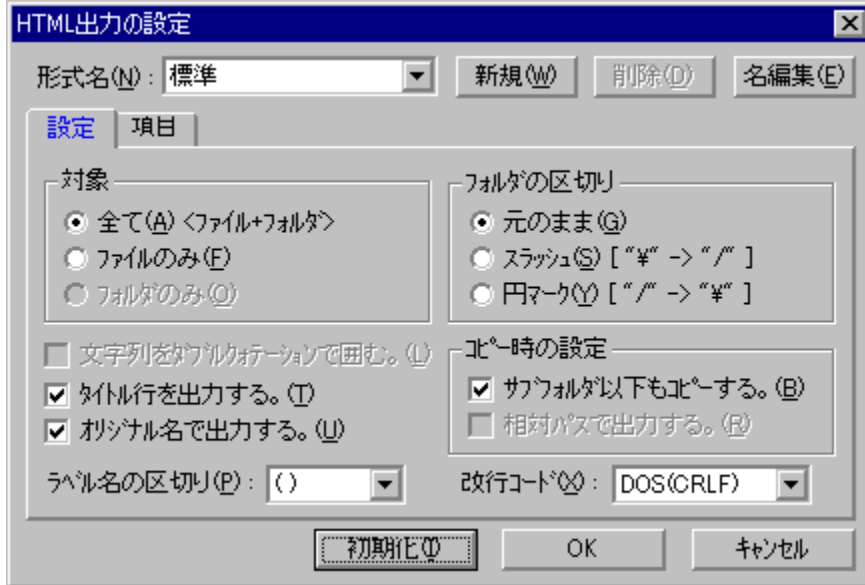 HTML出力の設定
形式名(N)： 標準 新規(W) 削除(D) 名編集(E)
設定 項目
対象
全て(A) <ﾌｧｲﾙ+ﾌｫﾙﾀﾞ>
ﾌｧｲﾙのみ(F)
ﾌｫﾙﾀﾞのみ(O)
ﾌｫﾙﾀﾞの区切り
元のまま(G)
ｽﾗｯｼｭ(S) [ "¥" -> "/" ]
円ﾏｰｸ(Y) [ "/" -> "¥" ]
文字列をﾀﾞﾌﾞﾙｸｫﾃｰｼｮﾝで囲む。(L)
ﾀｲﾄﾙ行を出力する。(T)
ｵﾘｼﾞﾅﾙ名で出力する。(U)
ｺﾋﾟｰ時の設定
ｻﾌﾞﾌｫﾙﾀﾞ以下もｺﾋﾟｰする。(B)
相対ﾊﾟｽで出力する。(R)
ﾗﾍﾞﾙ名の区切り(P)： ( ) 改行ｺｰﾄﾞ(X)： DOS(CRLF)
初期化(I) OK ｷｬﾝｾﾙ